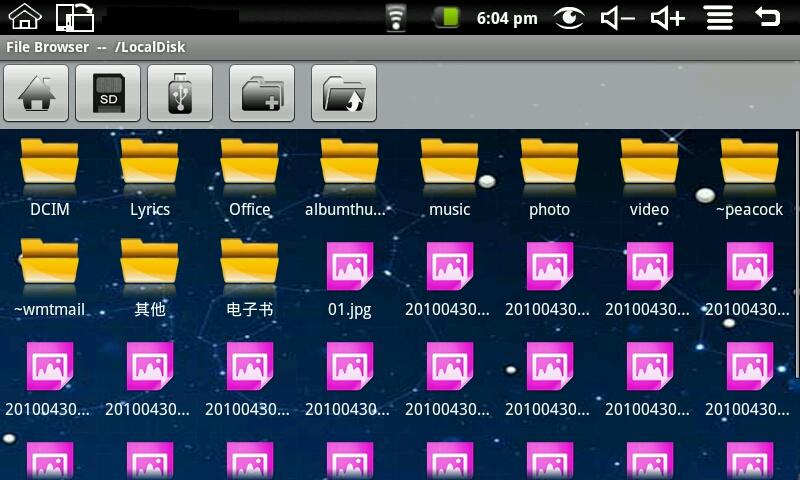 6:04 pm
File Browser -- /LocalDisk
SD
DCIM Lyrics Office albumthu... music photo video ~peacock
~wmtmail 其他 电子书 01.jpg 20100430... 20100430... 20100430... 20100430...
20100430... 20100430... 20100430... 20100430... 20100430... 20100430... 20100430... 20100430...